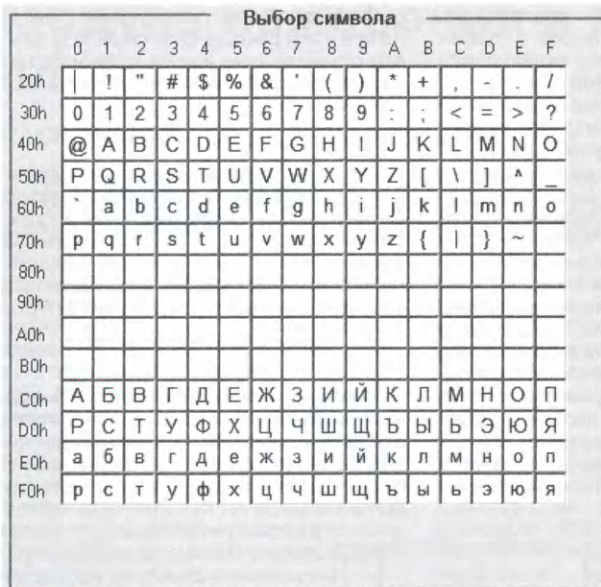 Выбор символа
0 1 2 3 4 5 6 7 8 9 A B C D E F
20h | ! " # $ % & ' ( ) * + , - . /
30h 0 1 2 3 4 5 6 7 8 9 : ; < = > ?
40h @ A B C D E F G H I J K L M N O
50h P Q R S T U V W X Y Z [ \ ] ^ _
60h ` a b c d e f g h i j k l m n o
70h p q r s t u v w x y z { | } ~
80h
90h
A0h
B0h
C0h А Б В Г Д Е Ж З И Й К Л М Н О П
D0h Р С Т У Ф Х Ц Ч Ш Щ Ъ Ы Ь Э Ю Я
E0h а б в г д е ж з и й к л м н о п
F0h р с т у ф х ц ч ш щ ъ ы ь э ю я